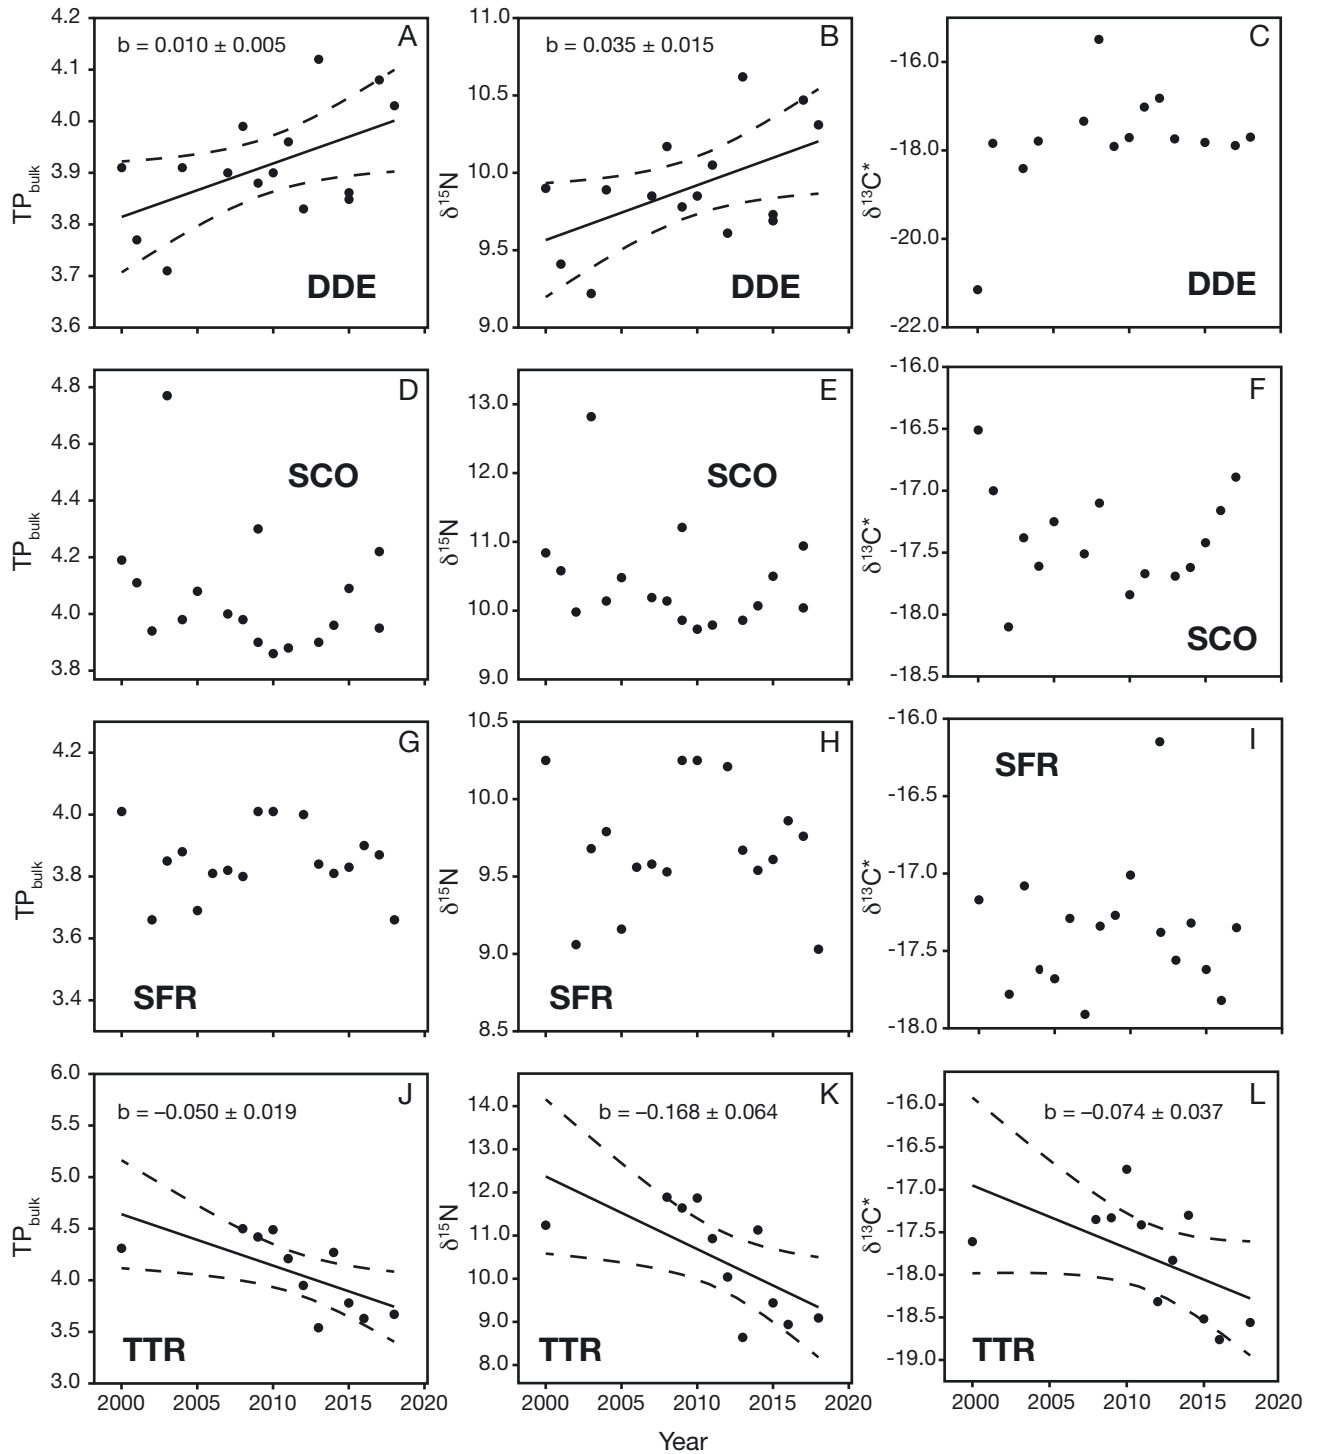 4.2
4.1
4.0
3.9
3.8
3.7
3.6
TPbulk
b = 0.010 ± 0.005
A
DDE
11.0
10.5
10.0
9.5
9.0
δ15N
b = 0.035 ± 0.015
B
DDE
-16.0
-18.0
-20.0
-22.0
δ13C*
C
DDE
4.8
4.6
4.4
4.2
4.0
3.8
TPbulk
D
SCO
13.0
12.0
11.0
10.0
9.0
δ15N
E
SCO
-16.0
-16.5
-17.0
-17.5
-18.0
-18.5
δ13C*
F
SCO
4.2
4.0
3.8
3.6
3.4
TPbulk
G
SFR
10.5
10.0
9.5
9.0
8.5
δ15N
H
SFR
-16.0
-16.5
-17.0
-17.5
-18.0
δ13C*
I
SFR
6.0
5.5
5.0
4.5
4.0
3.5
3.0
TPbulk
b = –0.050 ± 0.019
J
TTR
2000 2005 2010 2015 2020
14.0
13.0
12.0
11.0
10.0
9.0
8.0
δ15N
b = –0.168 ± 0.064
K
TTR
2000 2005 2010 2015 2020
-16.0
-16.5
-17.0
-17.5
-18.0
-18.5
-19.0
δ13C*
b = –0.074 ± 0.037
L
TTR
2000 2005 2010 2015 2020
Year